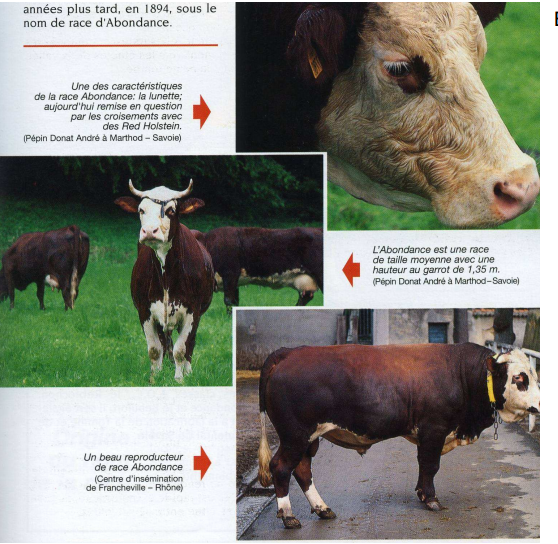 années plus tard, en 1894, sous le
nom de race d'Abondance.
Une des caractéristiques
de la race Abondance: la lunette;
aujourd'hui remise en question
par les croisements avec
des Red Holstein.
(Pépin Donat André à Marthod – Savoie)
L'Abondance est une race
de taille moyenne avec une
hauteur au garrot de 1,35 m.
(Pépin Donat André à Marthod–Savoie)
Un beau reproducteur
de race Abondance
(Centre d'insémination
de Francheville – Rhône)